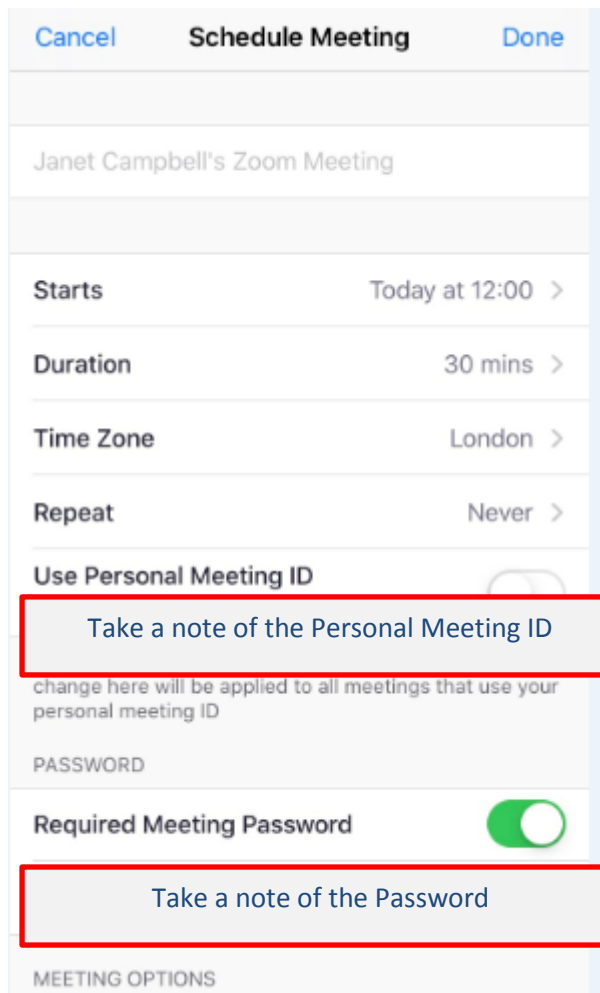 Cancel Schedule Meeting Done
Janet Campbell's Zoom Meeting
Starts Today at 12:00 >
Duration 30 mins >
Time Zone London >
Repeat Never >
Use Personal Meeting ID
Take a note of the Personal Meeting ID
change here will be applied to all meetings that use your
personal meeting ID
PASSWORD
Required Meeting Password
Take a note of the Password
MEETING OPTIONS